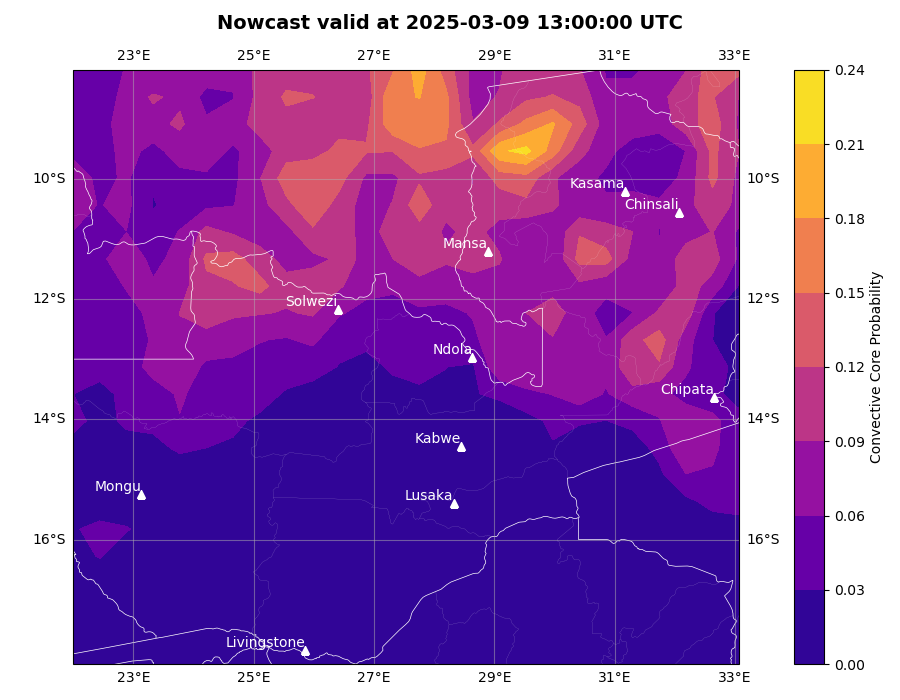 Nowcast valid at 2025-03-09 13:00:00 UTC
23°E 25°E 27°E 29°E 31°E 33°E
0.24
0.21
10°S 10°S
Kasama
Chinsali
0.18
Mansa
0.15
12°S 12°S
Solwezi
Ndola
0.12
Chipata
14°S 14°S
Kabwe
0.09
Mongu
Lusaka
0.06
16°S 16°S
0.03
Livingstone
0.00
23°E 25°E 27°E 29°E 31°E 33°E
Convective Core Probability